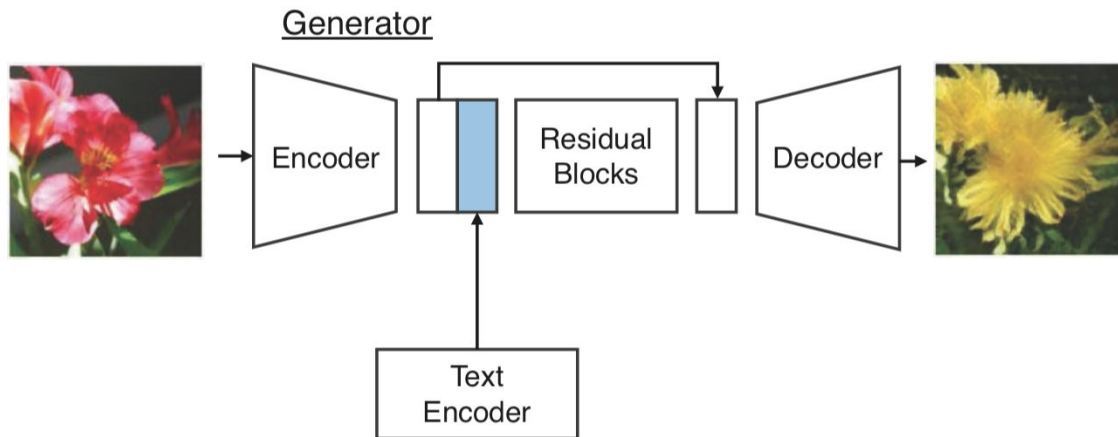 Generator
Encoder
Residual
Blocks
Decoder
Text
Encoder